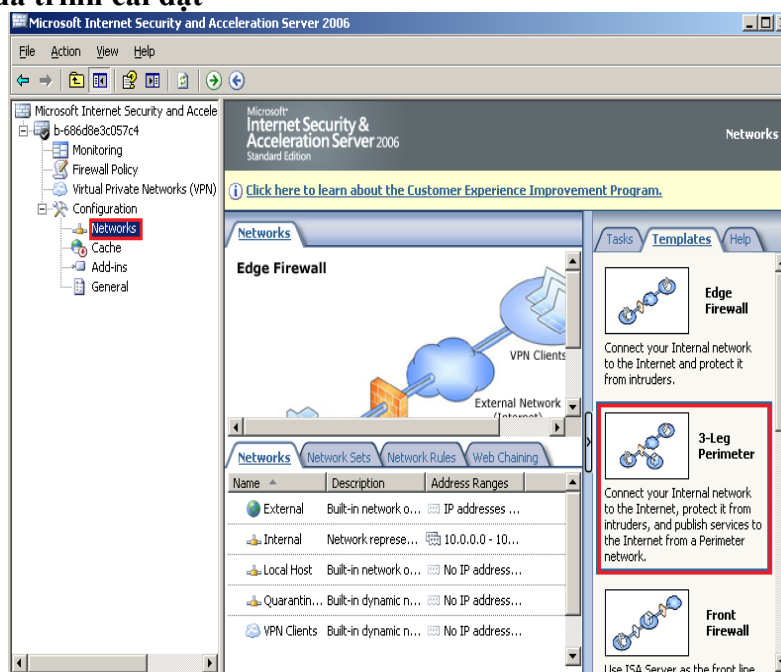 trình cài đặt
Microsoft Internet Security and Acceleration Server 2006
File Action View Help
Microsoft Internet Security and Accele
b-686d8e3c057c4
Monitoring
Firewall Policy
Virtual Private Networks (VPN)
Configuration
Networks
Cache
Add-ins
General
Microsoft
Internet Security &
Acceleration Server 2006
Standard Edition
Networks
Click here to learn about the Customer Experience Improvement Program.
Networks
Edge Firewall
VPN Clients
External Network
(Internet)
Networks Network Sets Network Rules Web Chaining
Name Description Address Ranges
External Built-in network o... IP addresses ...
Internal Network represe... 10.0.0.0 - 10...
Local Host Built-in network o... No IP address...
Quarantin... Built-in dynamic n... No IP address...
VPN Clients Built-in dynamic n... No IP address...
Tasks Templates Help
Edge
Firewall
Connect your Internal network
to the Internet and protect it
from intruders.
3-Leg
Perimeter
Connect your Internal network
to the Internet, protect it from
intruders, and publish services to
the Internet from a Perimeter
network.
Front
Firewall
Use ISA Server as the front line